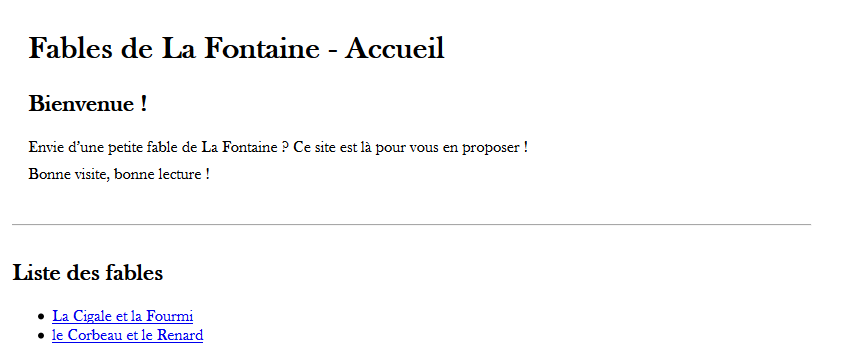 Fables de La Fontaine - Accueil
Bienvenue !
Envie d’une petite fable de La Fontaine ? Ce site est là pour vous en proposer !
Bonne visite, bonne lecture !
Liste des fables
La Cigale et la Fourmi
le Corbeau et le Renard